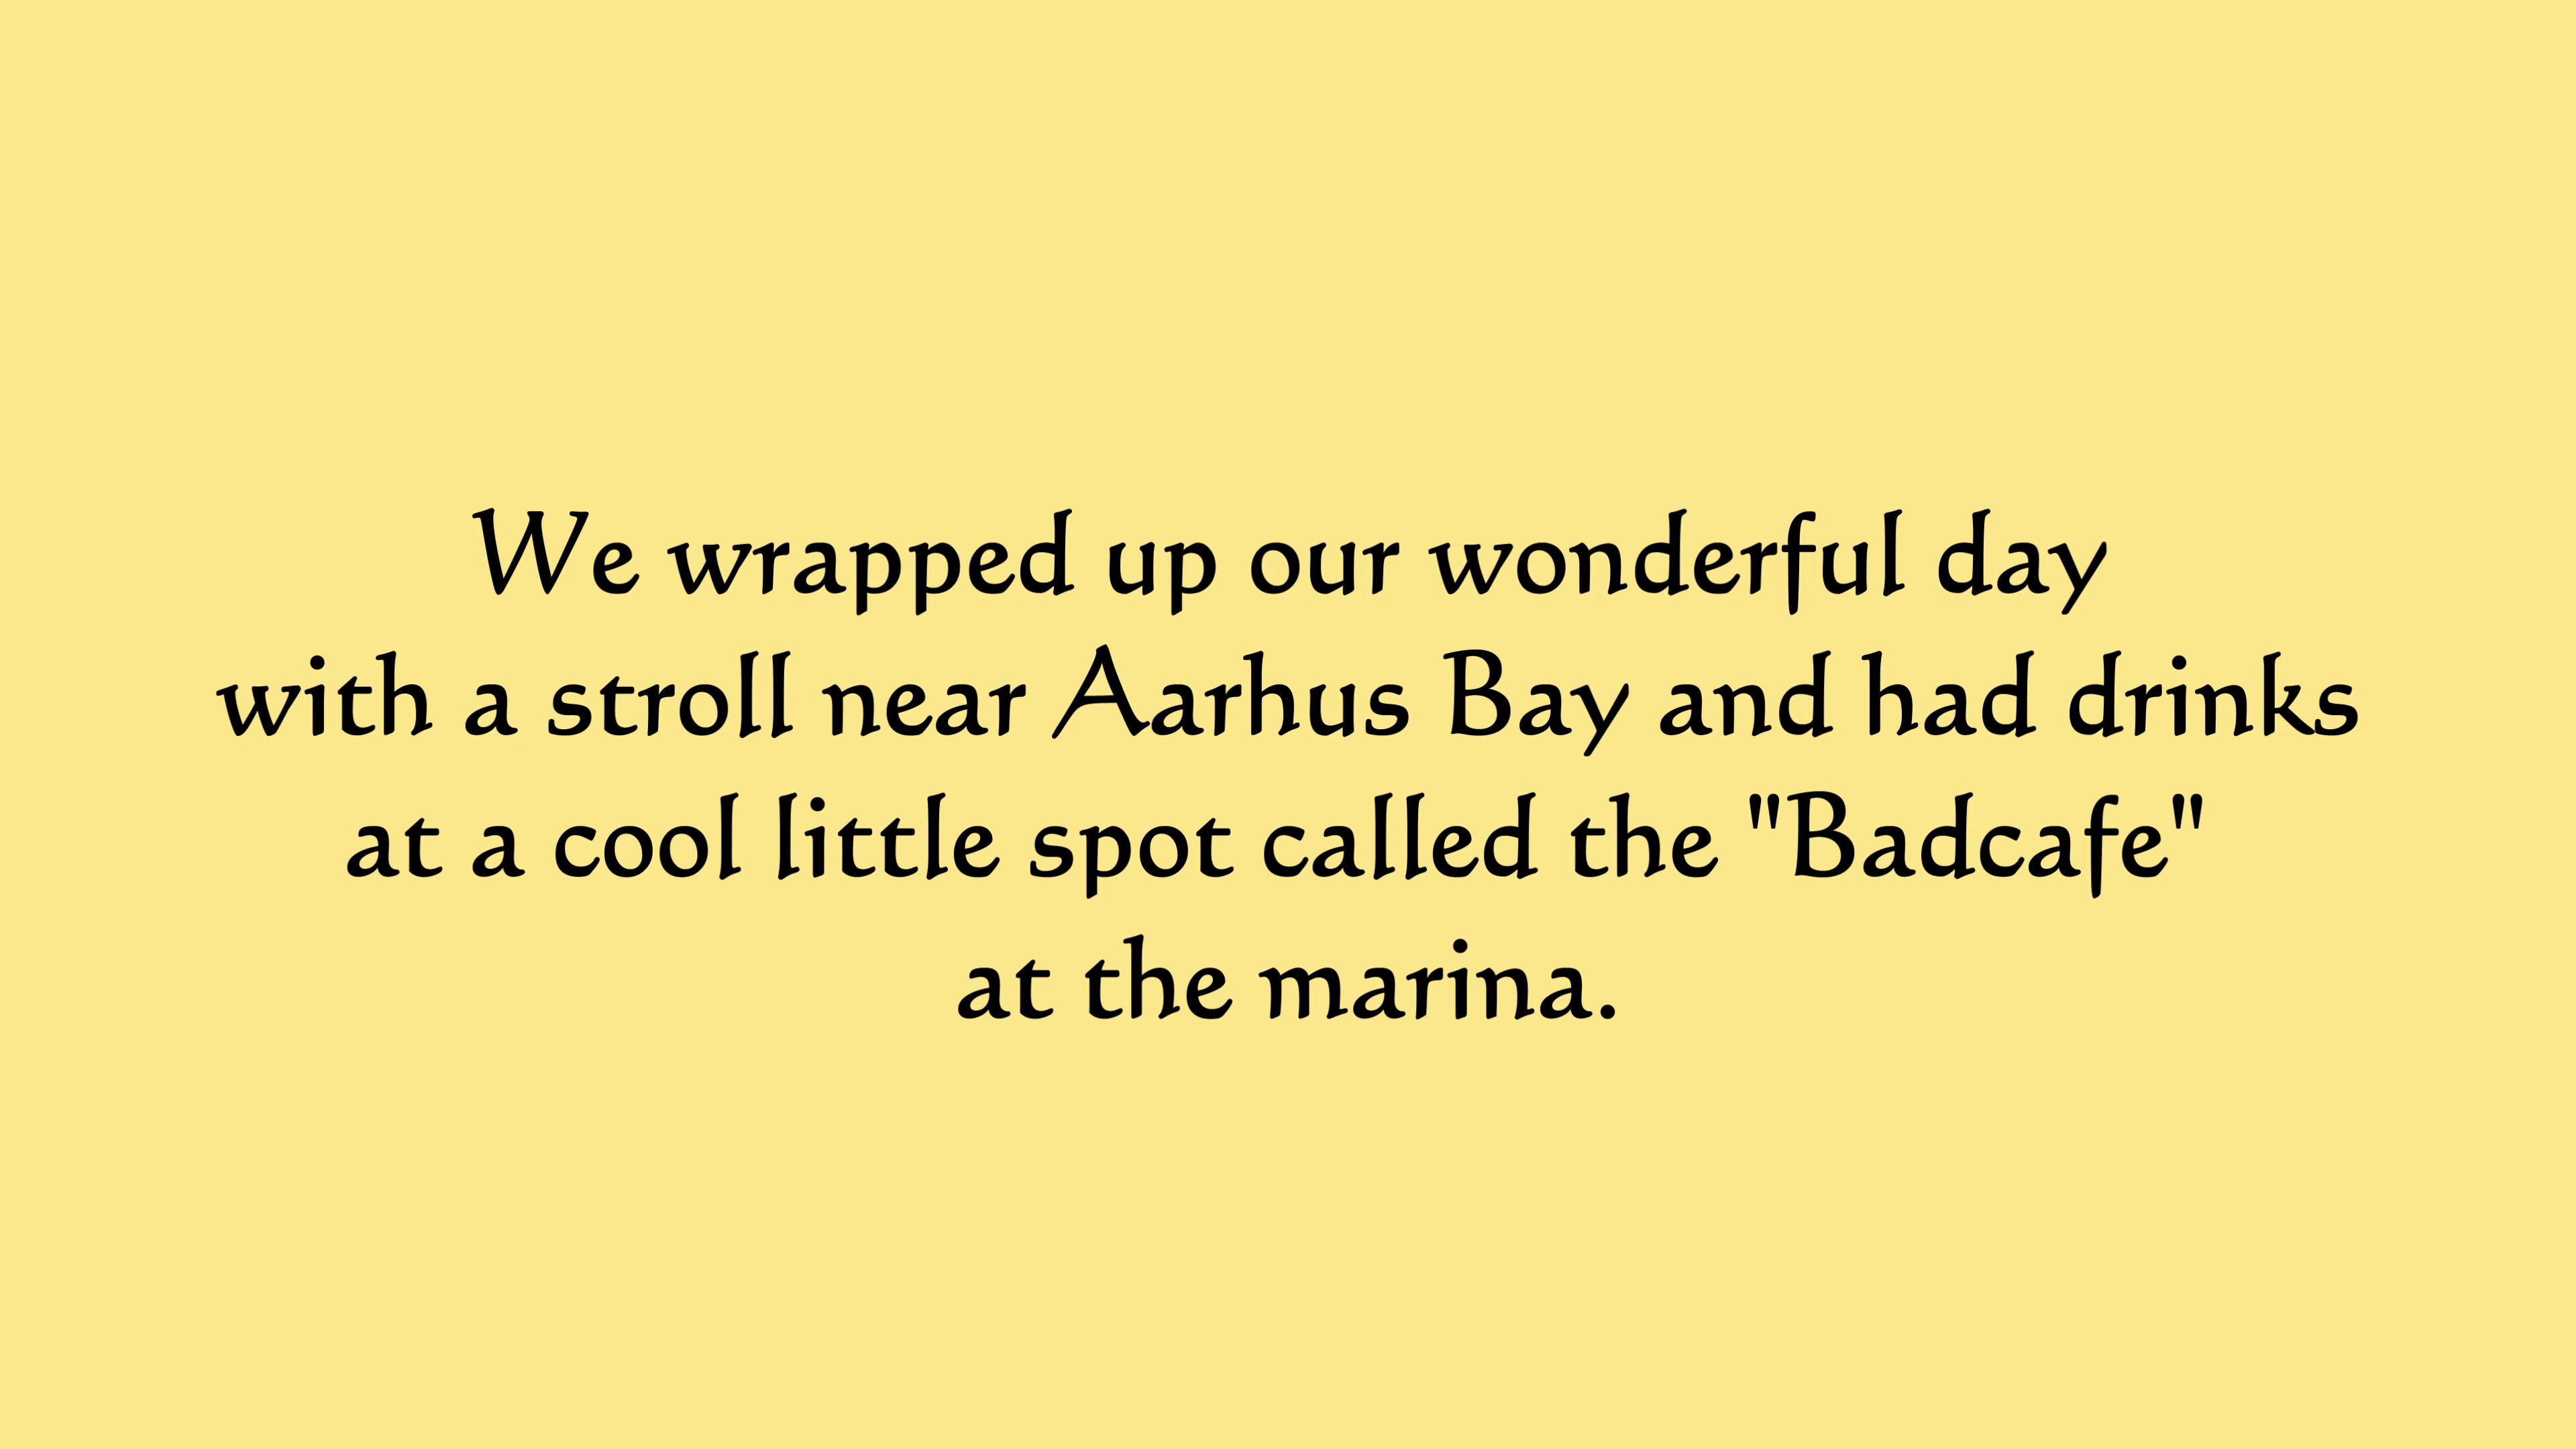 We wrapped up our wonderful day
with a stroll near Aarhus Bay and had drinks
at a cool little spot called the "Badcafe"
at the marina.